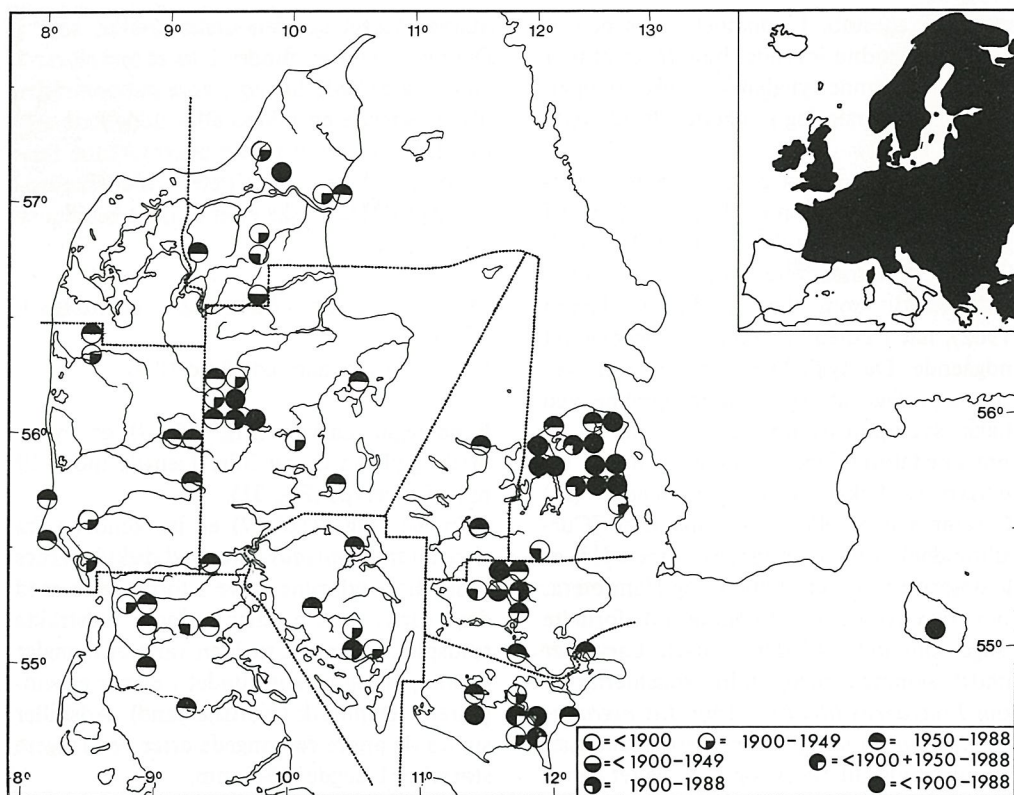 8° 9° 10° 11° 12° 13°
57°
57°
56°
56°
55°
55°
8° 9° 10° 11° 12°
= <1900 = 1900–1949 = 1950–1988
= <1900–1949 = <1900+1950–1988
= 1900–1988 = <1900–1988